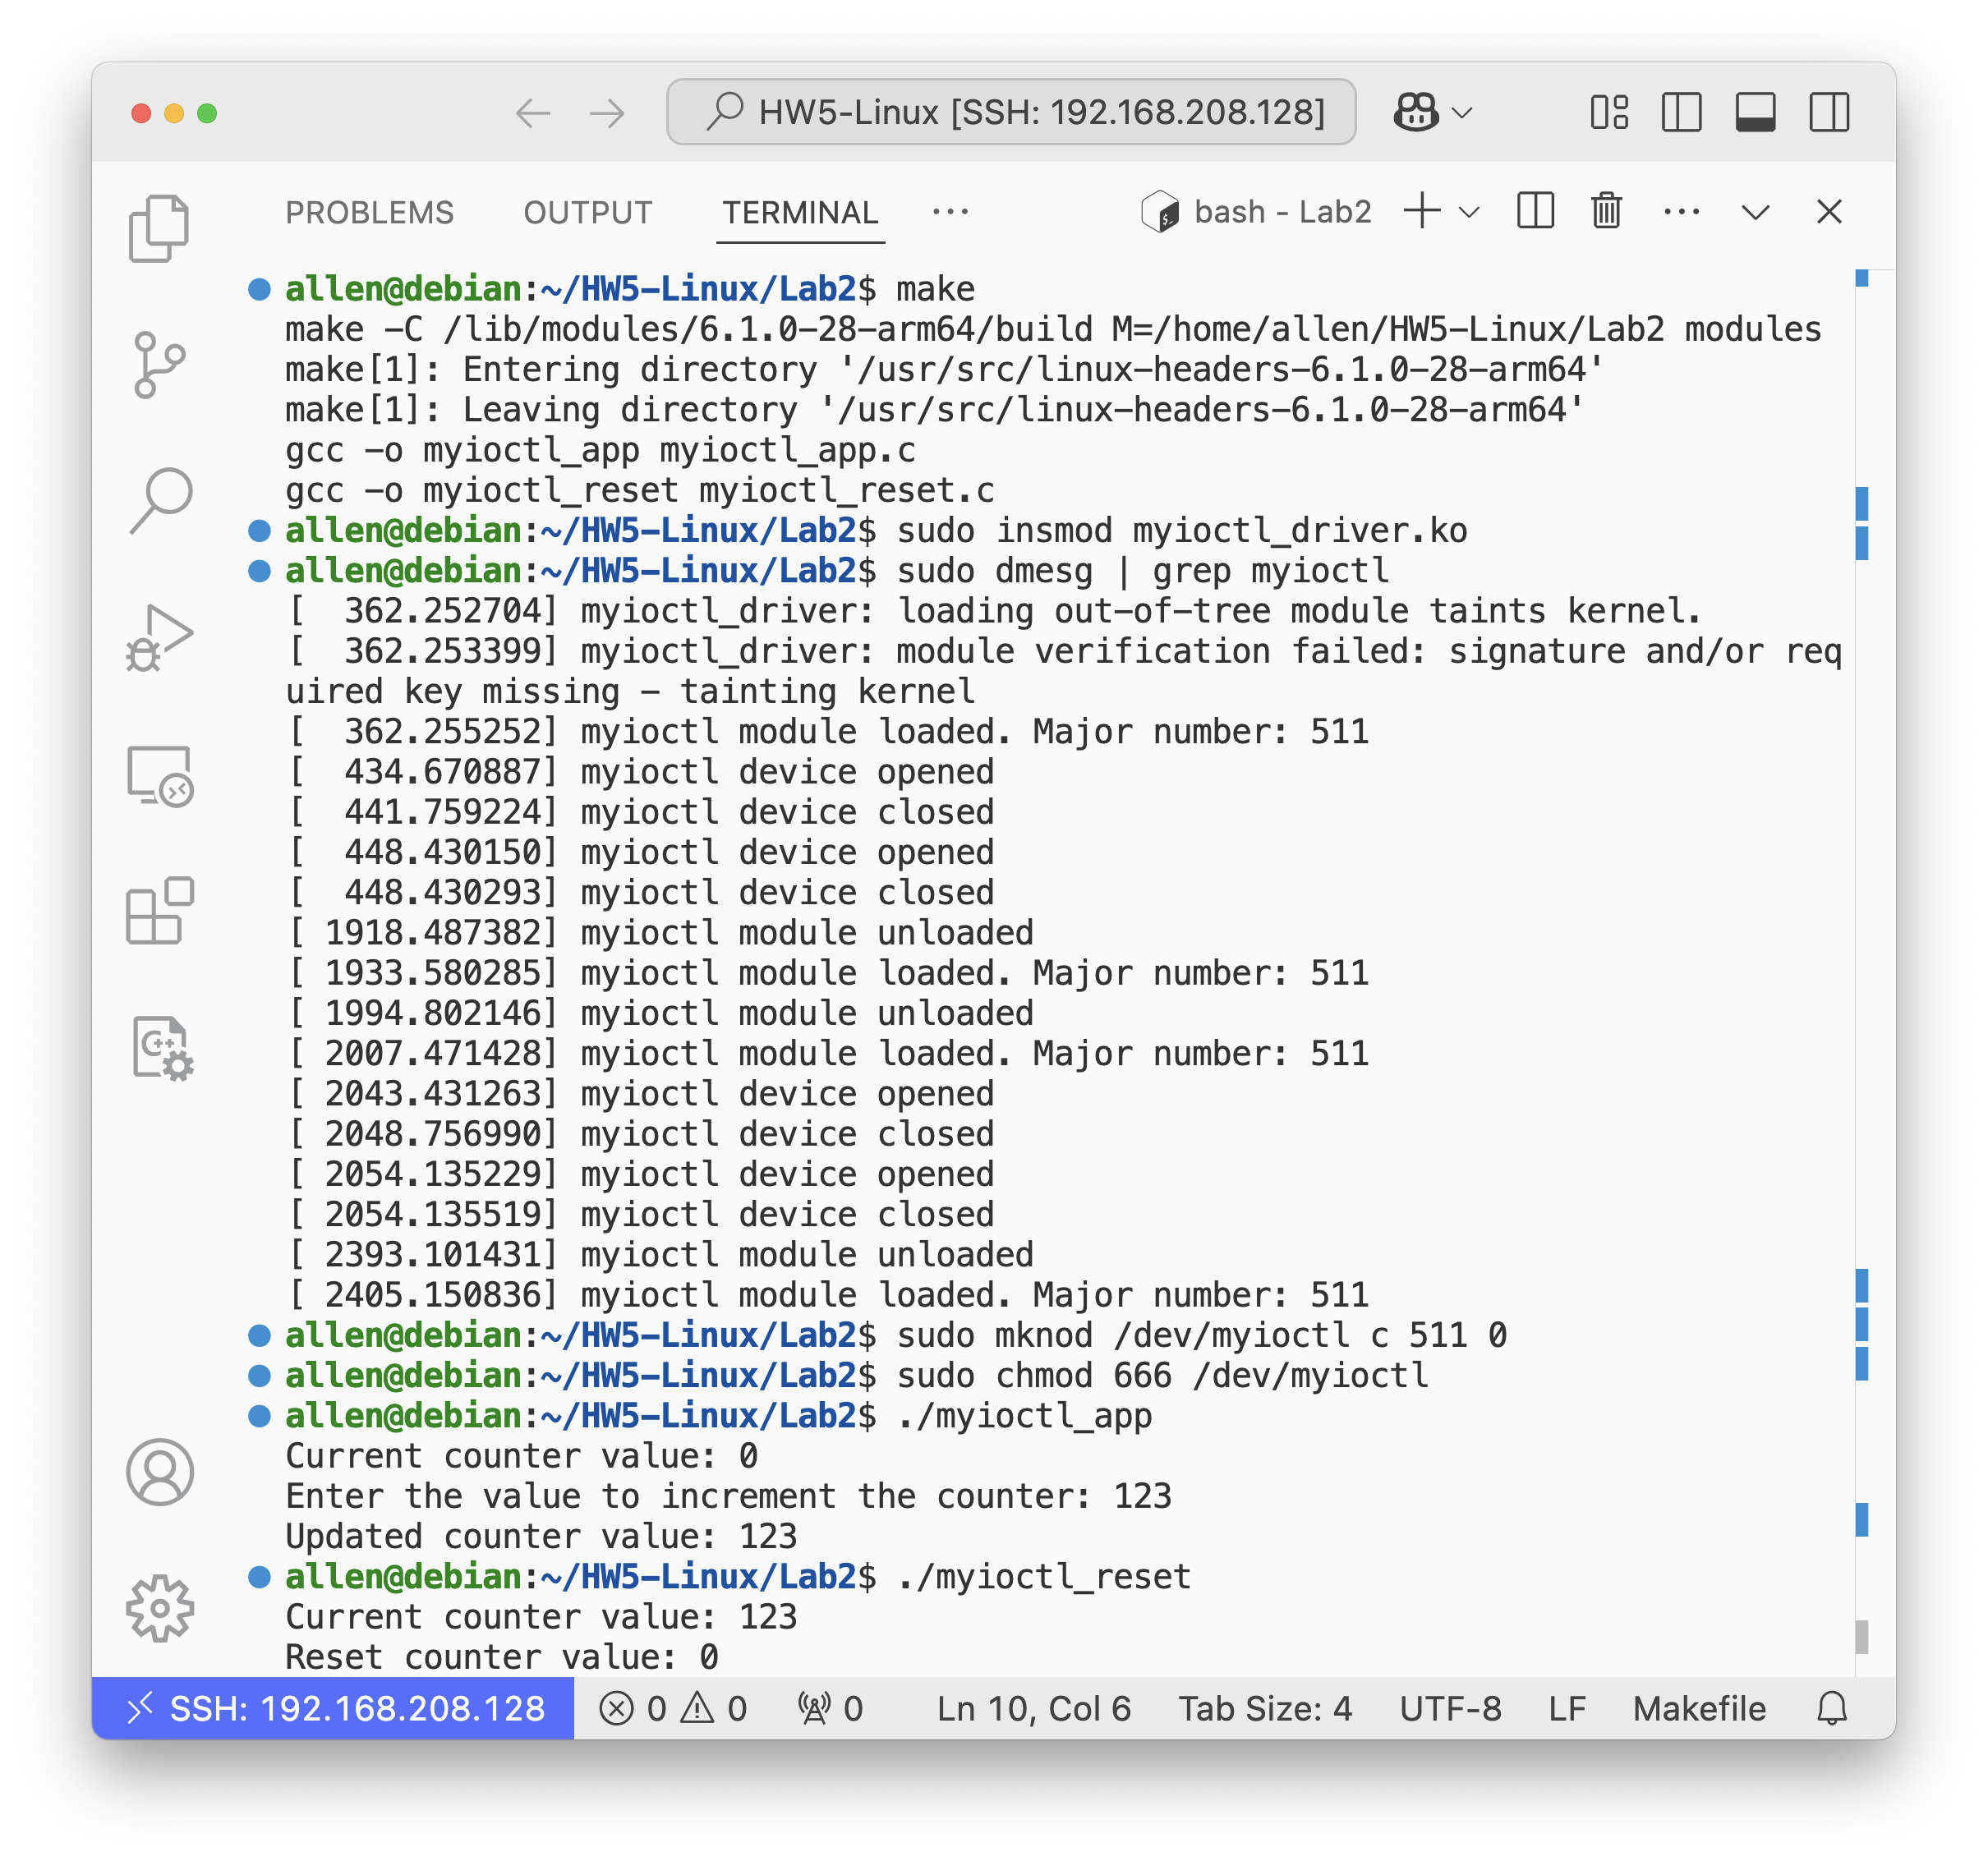 HW5-Linux [SSH: 192.168.208.128]
PROBLEMS OUTPUT TERMINAL ··· bash - Lab2
allen@debian:~/HW5-Linux/Lab2$ make
make -C /lib/modules/6.1.0-28-arm64/build M=/home/allen/HW5-Linux/Lab2 modules
make[1]: Entering directory '/usr/src/linux-headers-6.1.0-28-arm64'
make[1]: Leaving directory '/usr/src/linux-headers-6.1.0-28-arm64'
gcc -o myioctl_app myioctl_app.c
gcc -o myioctl_reset myioctl_reset.c
allen@debian:~/HW5-Linux/Lab2$ sudo insmod myioctl_driver.ko
allen@debian:~/HW5-Linux/Lab2$ sudo dmesg | grep myioctl
[  362.252704] myioctl_driver: loading out-of-tree module taints kernel.
[  362.253399] myioctl_driver: module verification failed: signature and/or req
uired key missing - tainting kernel
[  362.255252] myioctl module loaded. Major number: 511
[  434.670887] myioctl device opened
[  441.759224] myioctl device closed
[  448.430150] myioctl device opened
[  448.430293] myioctl device closed
[ 1918.487382] myioctl module unloaded
[ 1933.580285] myioctl module loaded. Major number: 511
[ 1994.802146] myioctl module unloaded
[ 2007.471428] myioctl module loaded. Major number: 511
[ 2043.431263] myioctl device opened
[ 2048.756990] myioctl device closed
[ 2054.135229] myioctl device opened
[ 2054.135519] myioctl device closed
[ 2393.101431] myioctl module unloaded
[ 2405.150836] myioctl module loaded. Major number: 511
allen@debian:~/HW5-Linux/Lab2$ sudo mknod /dev/myioctl c 511 0
allen@debian:~/HW5-Linux/Lab2$ sudo chmod 666 /dev/myioctl
allen@debian:~/HW5-Linux/Lab2$ ./myioctl_app
Current counter value: 0
Enter the value to increment the counter: 123
Updated counter value: 123
allen@debian:~/HW5-Linux/Lab2$ ./myioctl_reset
Current counter value: 123
Reset counter value: 0
SSH: 192.168.208.128 0 0 0 Ln 10, Col 6 Tab Size: 4 UTF-8 LF Makefile